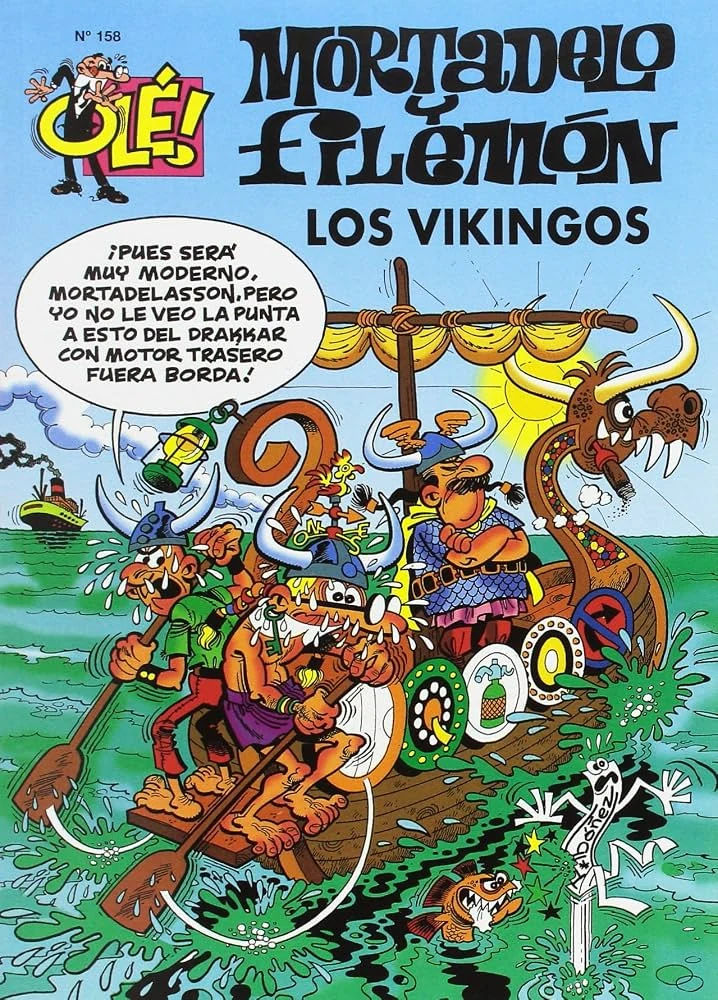 Nº 158
OLÉ!
MORTADELO
Y
FILEMÓN
LOS VIKINGOS
¡PUES SERÁ
MUY MODERNO,
MORTADELASSON, PERO
YO NO LE VEO LA PUNTA
A ESTO DEL DRAKKAR
CON MOTOR TRASERO
FUERA BORDA!
N
S
E
IBÁÑEZ